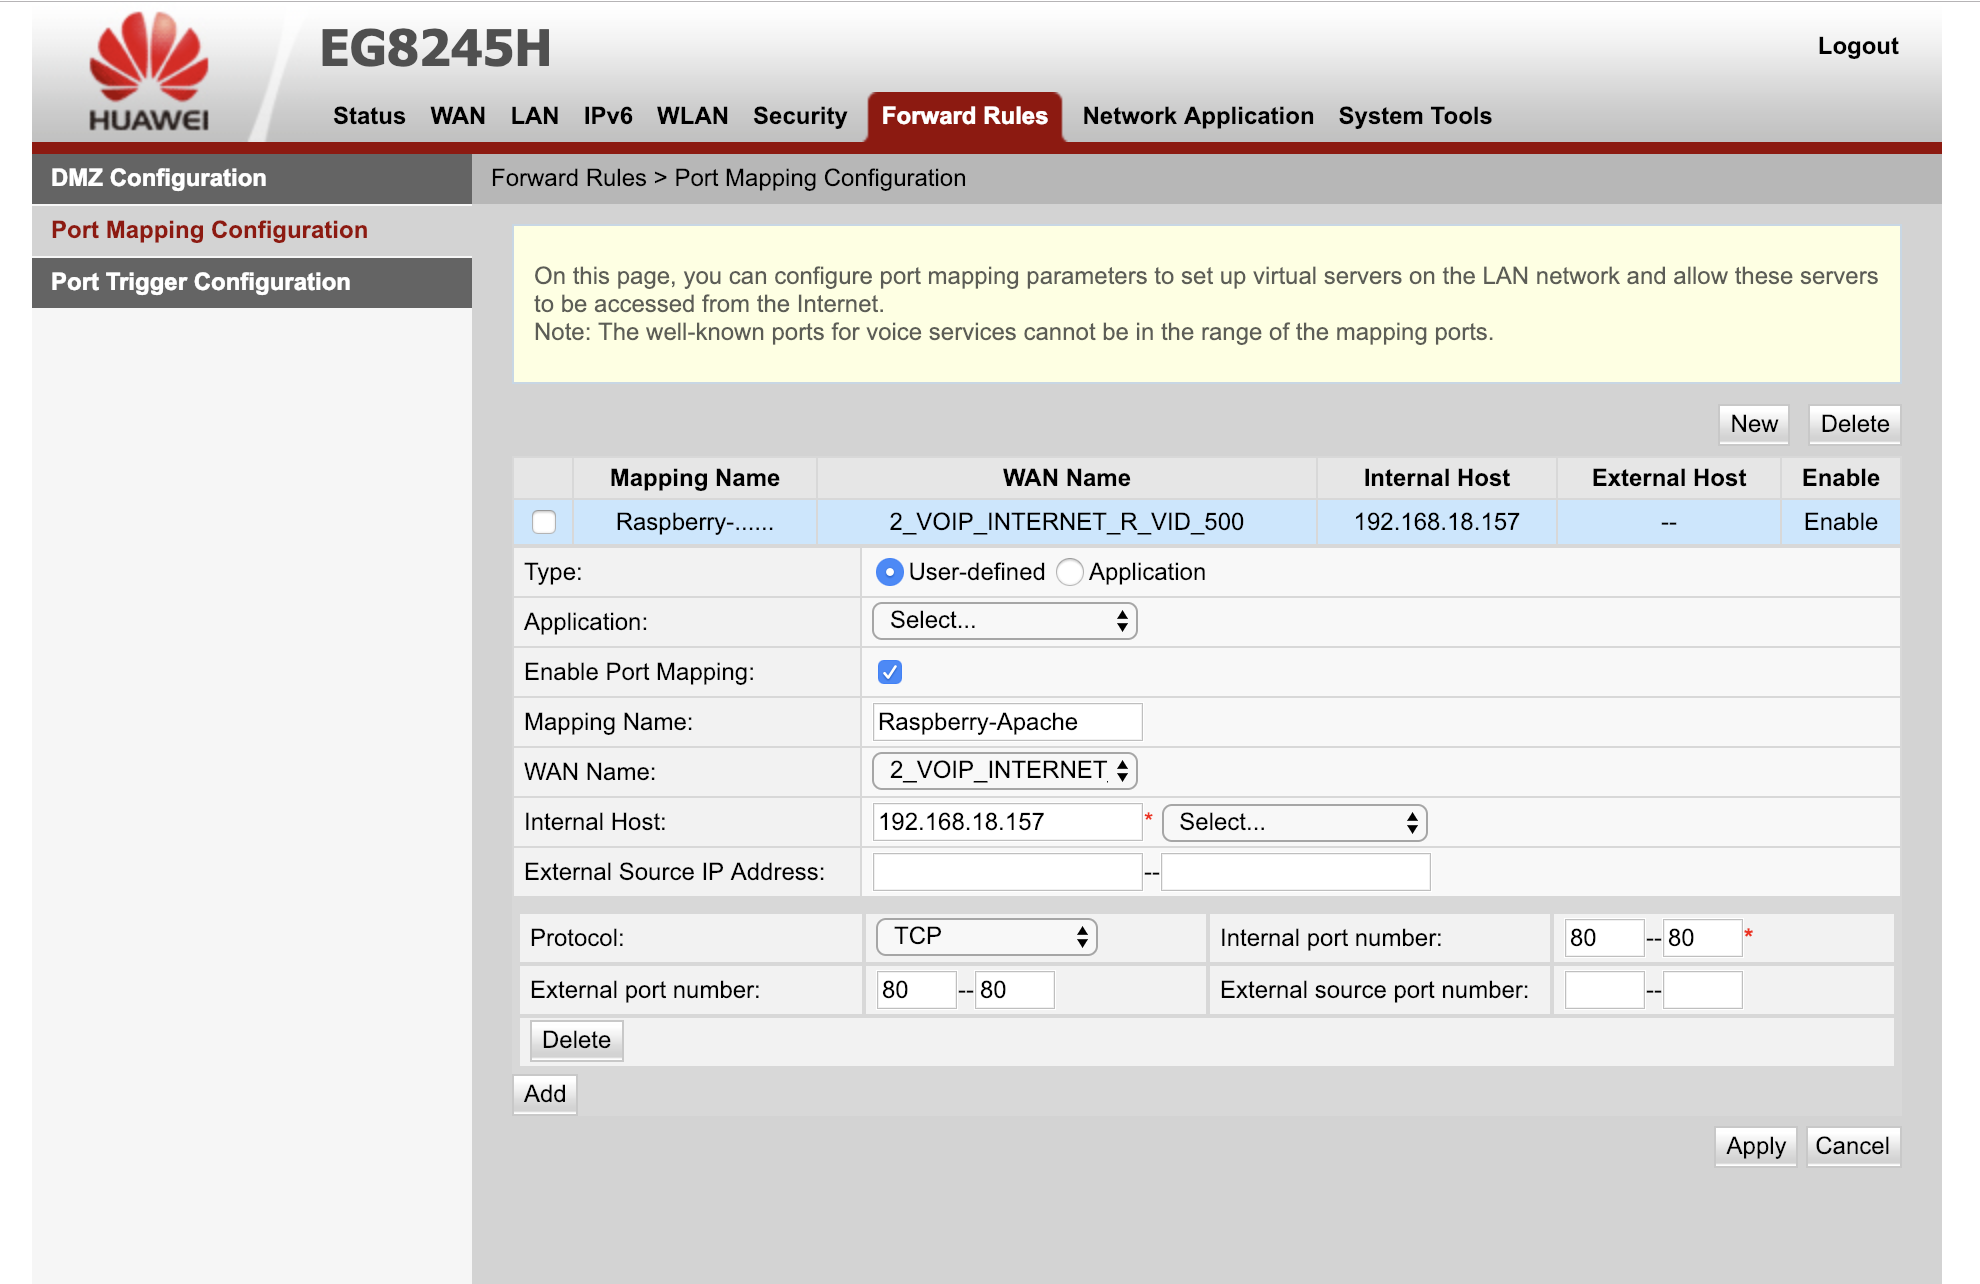 HUAWEI
EG8245H
Logout
Status WAN LAN IPv6 WLAN Security Forward Rules Network Application System Tools
DMZ Configuration
Port Mapping Configuration
Port Trigger Configuration
Forward Rules > Port Mapping Configuration
On this page, you can configure port mapping parameters to set up virtual servers on the LAN network and allow these servers
to be accessed from the Internet.
Note: The well-known ports for voice services cannot be in the range of the mapping ports.
New Delete
Mapping Name WAN Name Internal Host External Host Enable
Raspberry-...... 2_VOIP_INTERNET_R_VID_500 192.168.18.157 -- Enable
Type: User-defined Application
Application: Select...
Enable Port Mapping:
Mapping Name: Raspberry-Apache
WAN Name: 2_VOIP_INTERNET_
Internal Host: 192.168.18.157 * Select...
External Source IP Address: --
Protocol: TCP Internal port number: 80 -- 80 *
External port number: 80 -- 80 External source port number: --
Delete
Add
Apply Cancel